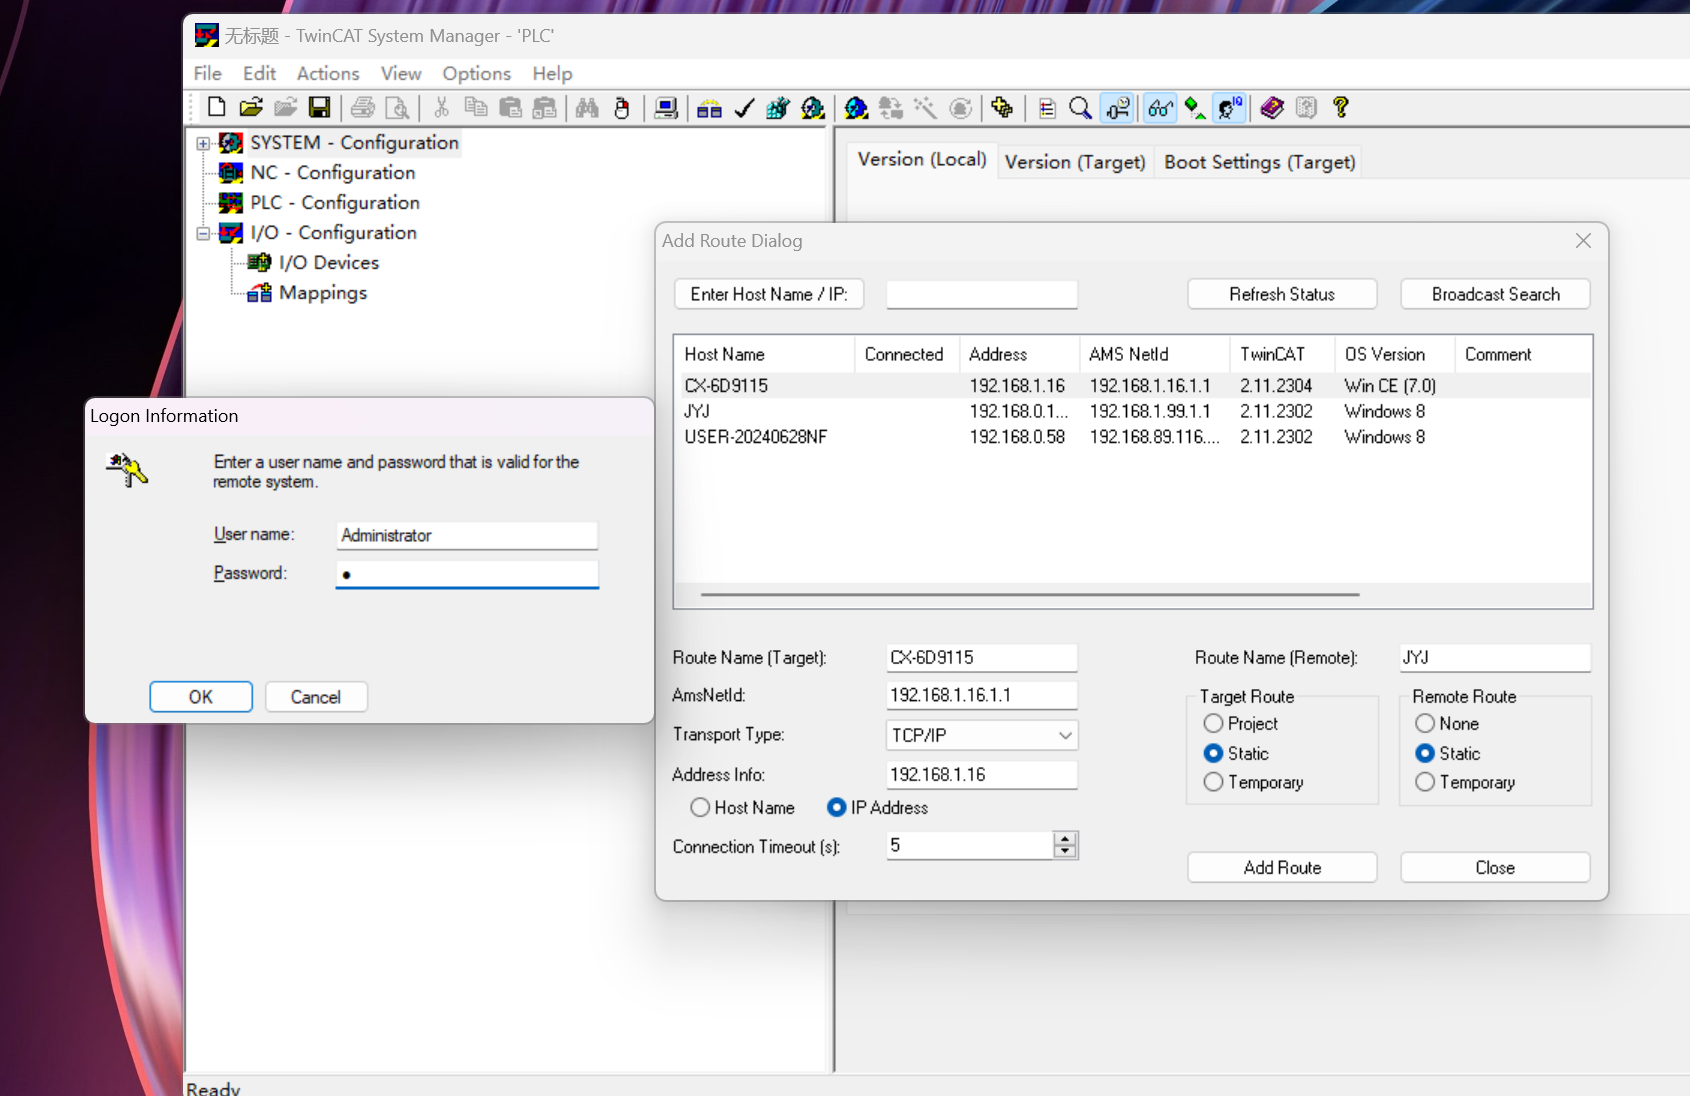 无标题 - TwinCAT System Manager - 'PLC'
File Edit Actions View Options Help
SYSTEM - Configuration
NC - Configuration
PLC - Configuration
I/O - Configuration
I/O Devices
Mappings
Version (Local) Version (Target) Boot Settings (Target)
Add Route Dialog
Enter Host Name / IP: Refresh Status Broadcast Search
Host Name Connected Address AMS NetId TwinCAT OS Version Comment
CX-6D9115 192.168.1.16 192.168.1.16.1.1 2.11.2304 Win CE (7.0)
JYJ 192.168.0.1... 192.168.1.99.1.1 2.11.2302 Windows 8
USER-20240628NF 192.168.0.58 192.168.89.116.... 2.11.2302 Windows 8
Route Name (Target): CX-6D9115 Route Name (Remote): JYJ
AmsNetId: 192.168.1.16.1.1
Transport Type: TCP/IP
Address Info: 192.168.1.16
Host Name IP Address
Connection Timeout (s): 5
Target Route
Project
Static
Temporary
Remote Route
None
Static
Temporary
Add Route Close
Logon Information
Enter a user name and password that is valid for the
remote system.
User name: Administrator
Password: ●
OK Cancel
Ready